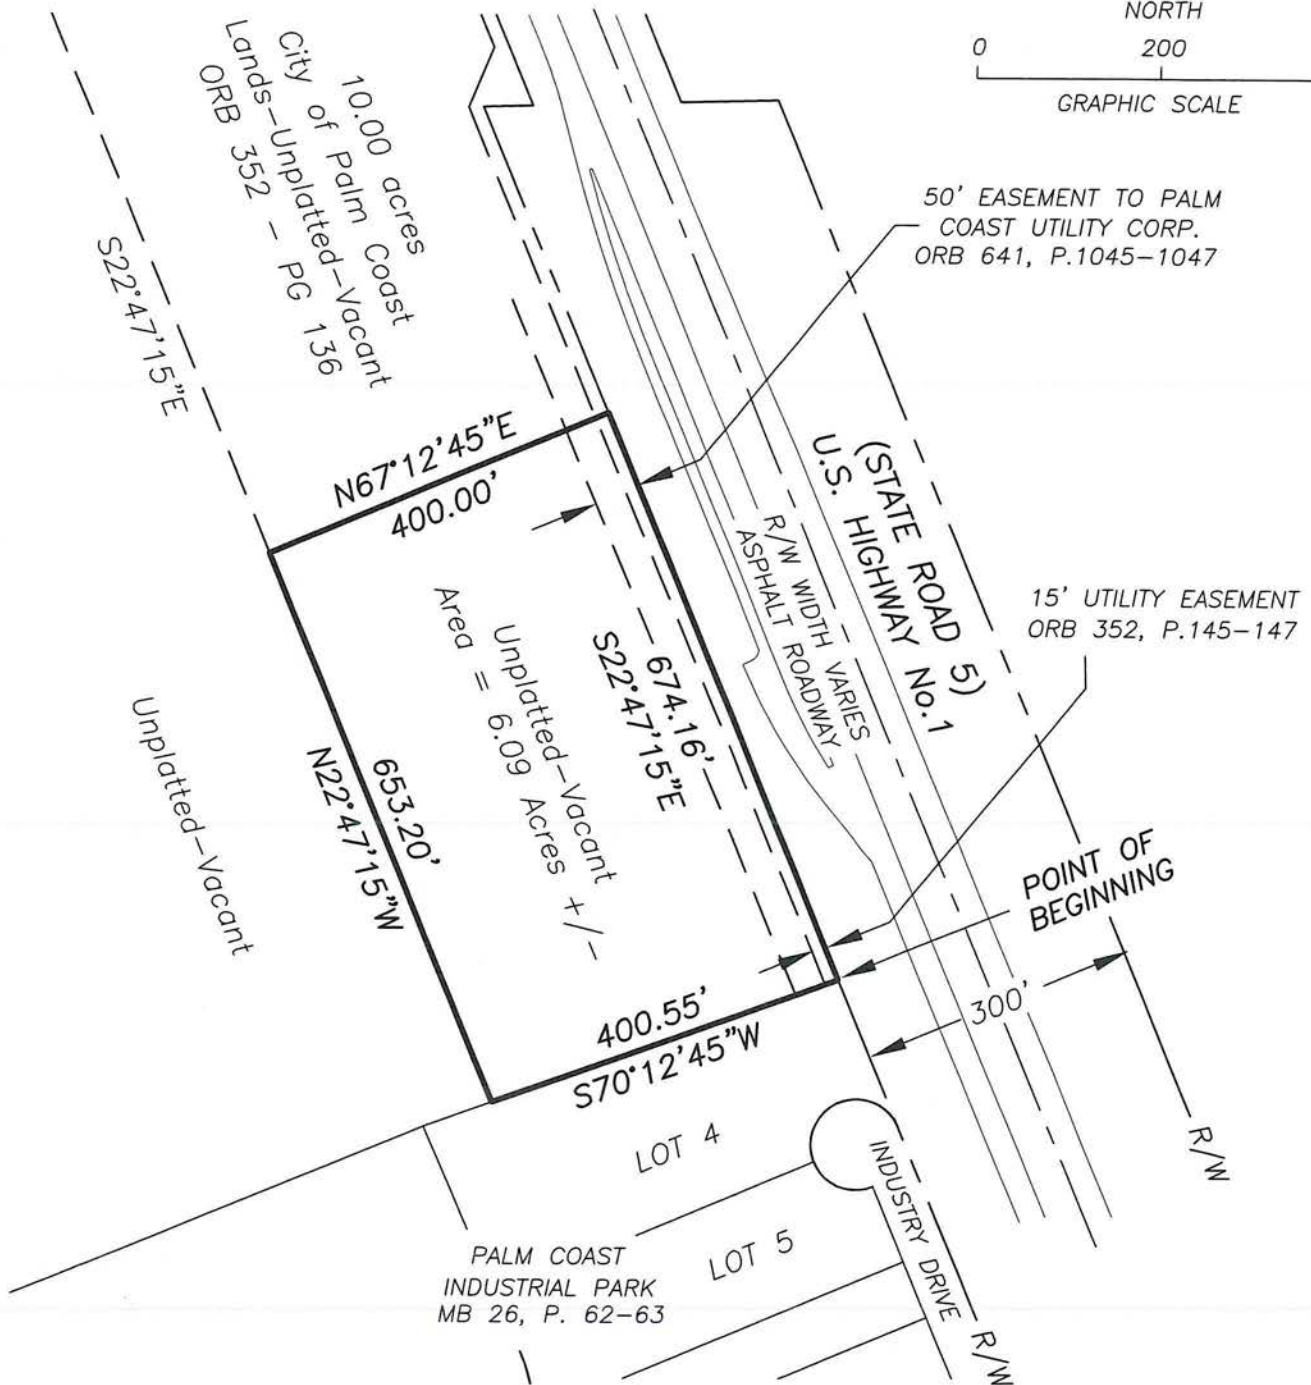 NORTH
0 200
GRAPHIC SCALE
10.00 acres
City of Palm Coast
Lands-Unplatted-Vacant
ORB 352 - PG 136
S22°47'15"E
50' EASEMENT TO PALM
COAST UTILITY CORP.
ORB 641, P.1045-1047
N67°12'45"E
400.00'
(STATE ROAD 5)
U.S. HIGHWAY No.1
R/W WIDTH VARIES
ASPHALT ROADWAY
15' UTILITY EASEMENT
ORB 352, P.145-147
674.16'
S22°47'15"E
Unplatted-Vacant
Area = 6.09 Acres +/-
Unplatted-Vacant
653.20'
N22°47'15"W
POINT OF
BEGINNING
300'
400.55'
S70°12'45"W
LOT 4
R/W
INDUSTRY DRIVE
LOT 5
PALM COAST
INDUSTRIAL PARK
MB 26, P. 62-63
R/W